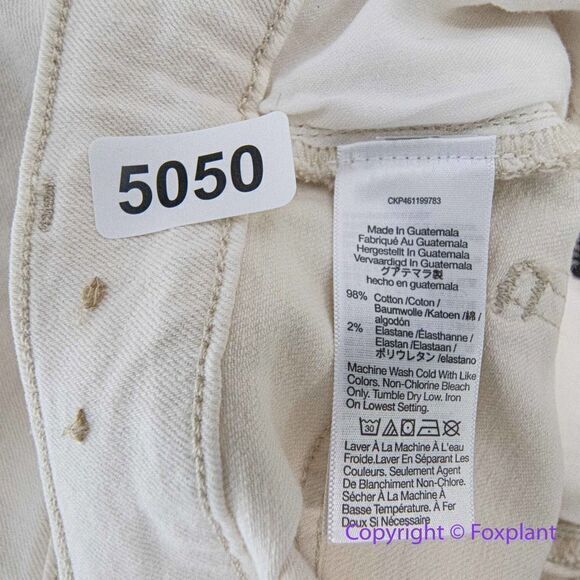 5050
CKP461199783
Made In Guatemala
Fabriqué Au Guatemala
Hergestellt In Guatemala
Vervaardigd In Guatemala
グアテマラ製
hecho en guatemala
98% Cotton /Coton /
Baumwolle /Katoen /綿 /
algodón
2% Elastane /Élasthanne /
Elastan /Elastaan /
ポリウレタン /elastano
Machine Wash Cold With Like
Colors. Non-Chlorine Bleach
Only. Tumble Dry Low. Iron
On Lowest Setting.
30
Laver À La Machine À L'eau
Froide.Laver En Séparant Les
Couleurs. Seulement Agent
De Blanchiment Non-Chlore.
Sécher À La Machine À
Basse Température. À Fer
Doux Si Nécessaire
Copyright © Foxplant